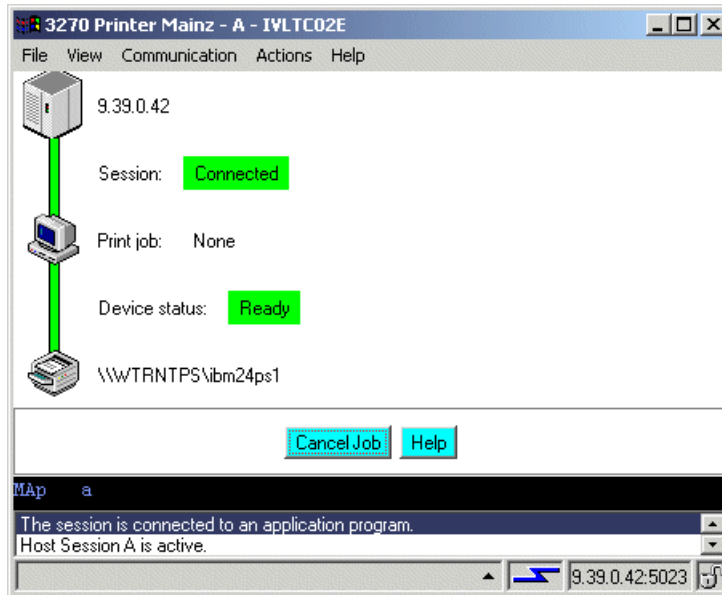 3270 Printer Mainz - A - IVLTC02E
File View Communication Actions Help
9.39.0.42
Session: Connected
Print job: None
Device status: Ready
\\WTRNTPS\ibm24ps1
Cancel Job Help
MAp a
The session is connected to an application program.
Host Session A is active.
9.39.0.42:5023